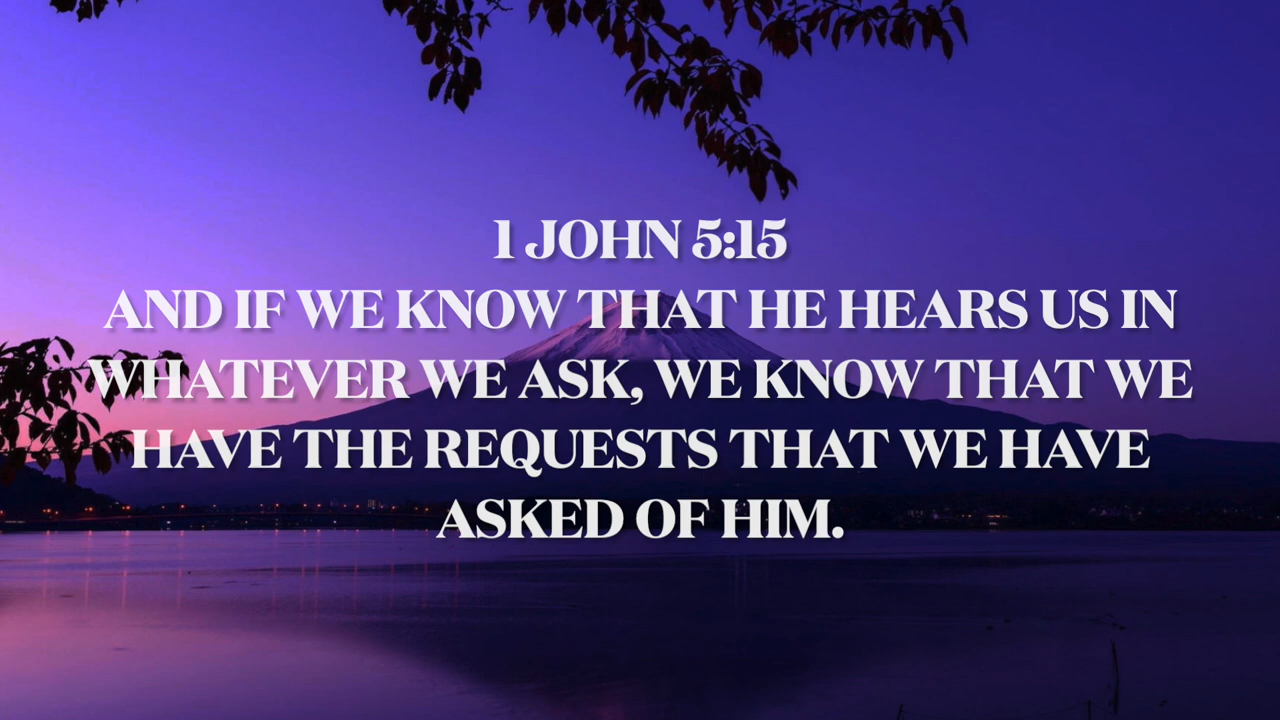 1 JOHN 5:15
AND IF WE KNOW THAT HE HEARS US IN
WHATEVER WE ASK, WE KNOW THAT WE
HAVE THE REQUESTS THAT WE HAVE
ASKED OF HIM.